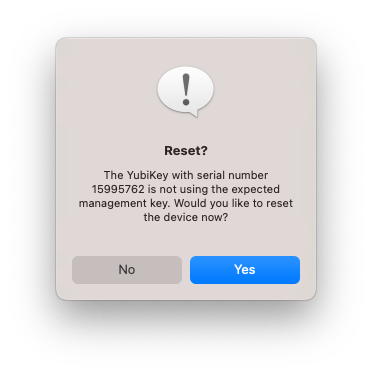 Reset?
The YubiKey with serial number
15995762 is not using the expected
management key. Would you like to reset
the device now?
No
Yes